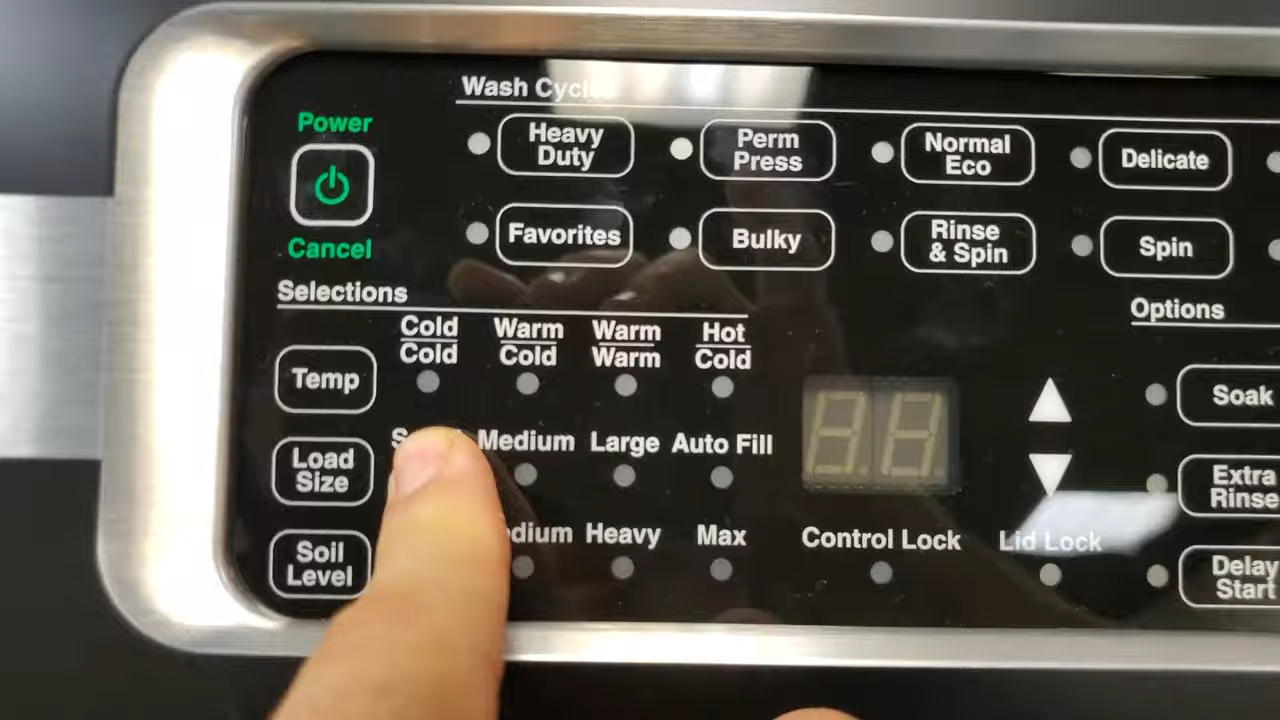 Wash
Power
Heavy
Duty
Perm
Press
Normal
Eco
Delicate
Cancel
Favorites
Bulky
Rinse
& Spin
Spin
Selections
Options
Cold
Cold
Warm
Cold
Warm
Warm
Hot
Cold
Temp
Soak
Load
Size
Medium
Large
Auto Fill
88
Extra
Rinse
Soil
Level
Heavy
Max
Control Lock
Lid Lock
Delay
Start